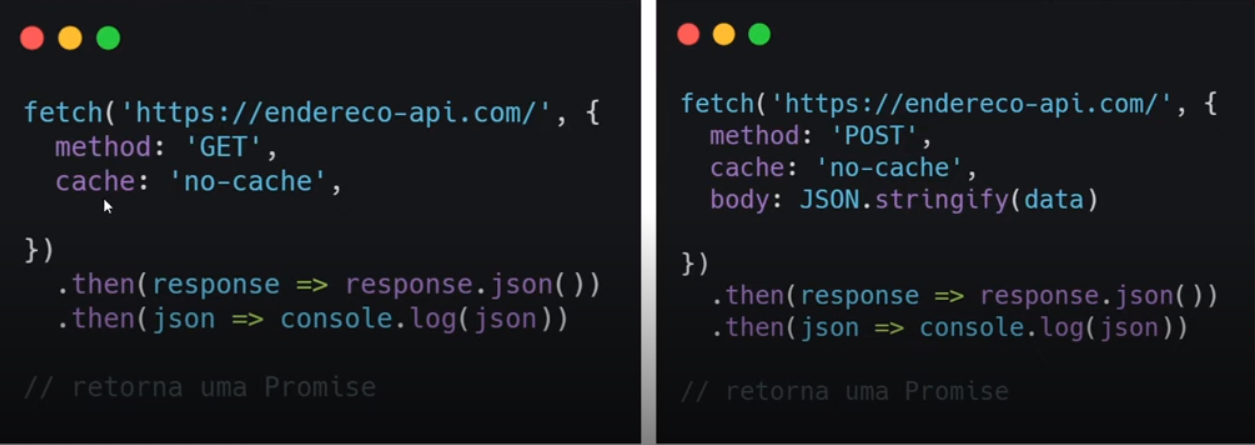 fetch('https://endereco-api.com/', {
  method: 'GET',
  cache: 'no-cache',
})
  .then(response => response.json())
  .then(json => console.log(json))
// retorna uma Promise
fetch('https://endereco-api.com/', {
  method: 'POST',
  cache: 'no-cache',
  body: JSON.stringify(data)
})
  .then(response => response.json())
  .then(json => console.log(json))
// retorna uma Promise